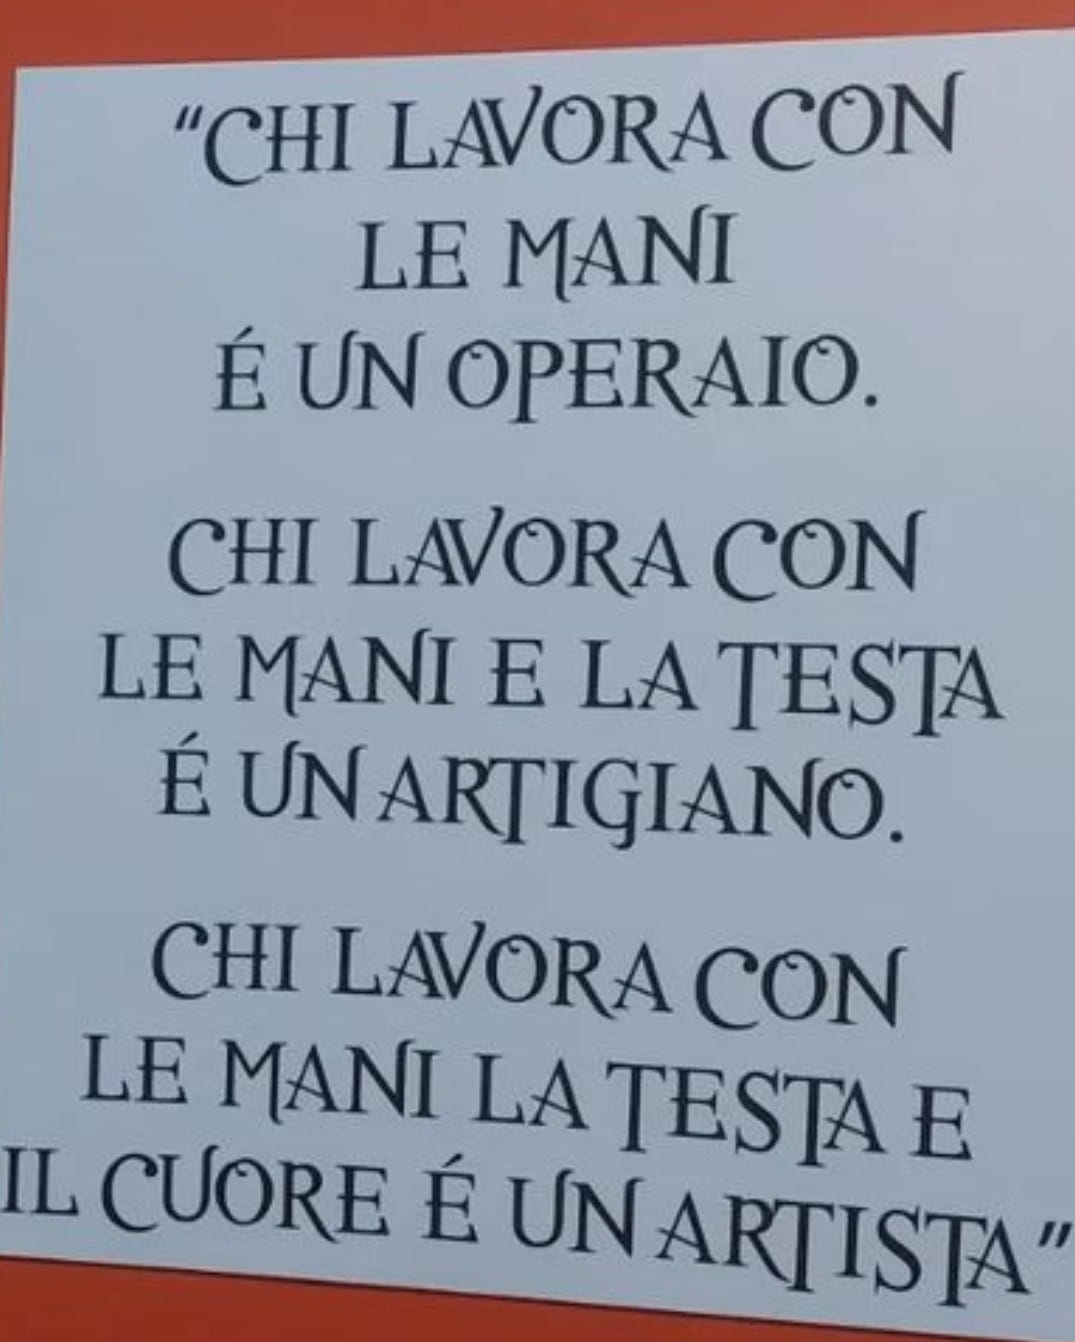 “CHI LAVORA CON
LE MANI
É UN OPERAIO.
CHI LAVORA CON
LE MANI E LA TESTA
É UN ARTIGIANO.
CHI LAVORA CON
LE MANI LA TESTA E
IL CUORE É UN ARTISTA”